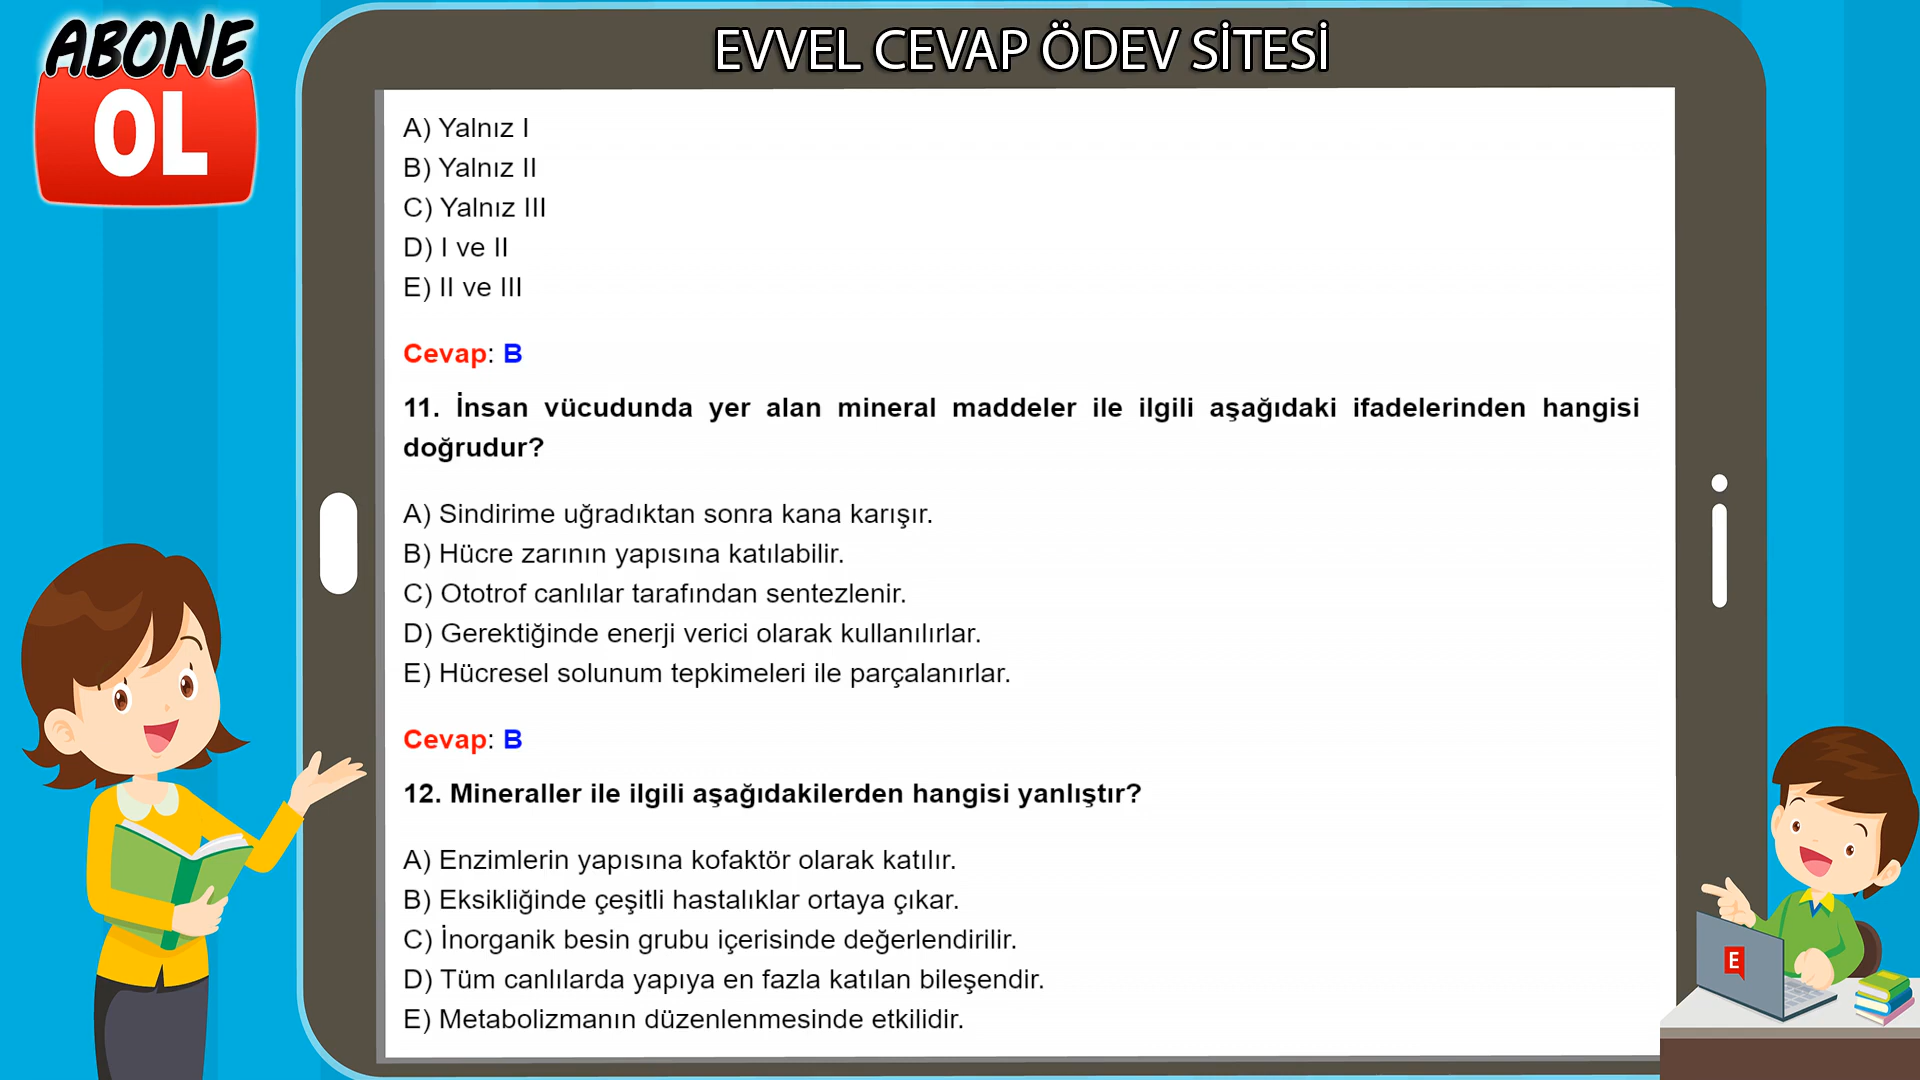 ABONE
OL
EVVEL CEVAP ÖDEV SİTESİ
A) Yalnız I
B) Yalnız II
C) Yalnız III
D) I ve II
E) II ve III
Cevap: B
11. İnsan vücudunda yer alan mineral maddeler ile ilgili aşağıdaki ifadelerinden hangisi
doğrudur?
A) Sindirime uğradıktan sonra kana karışır.
B) Hücre zarının yapısına katılabilir.
C) Ototrof canlılar tarafından sentezlenir.
D) Gerektiğinde enerji verici olarak kullanılırlar.
E) Hücresel solunum tepkimeleri ile parçalanırlar.
Cevap: B
12. Mineraller ile ilgili aşağıdakilerden hangisi yanlıştır?
A) Enzimlerin yapısına kofaktör olarak katılır.
B) Eksikliğinde çeşitli hastalıklar ortaya çıkar.
C) İnorganik besin grubu içerisinde değerlendirilir.
D) Tüm canlılarda yapıya en fazla katılan bileşendir.
E) Metabolizmanın düzenlenmesinde etkilidir.
E